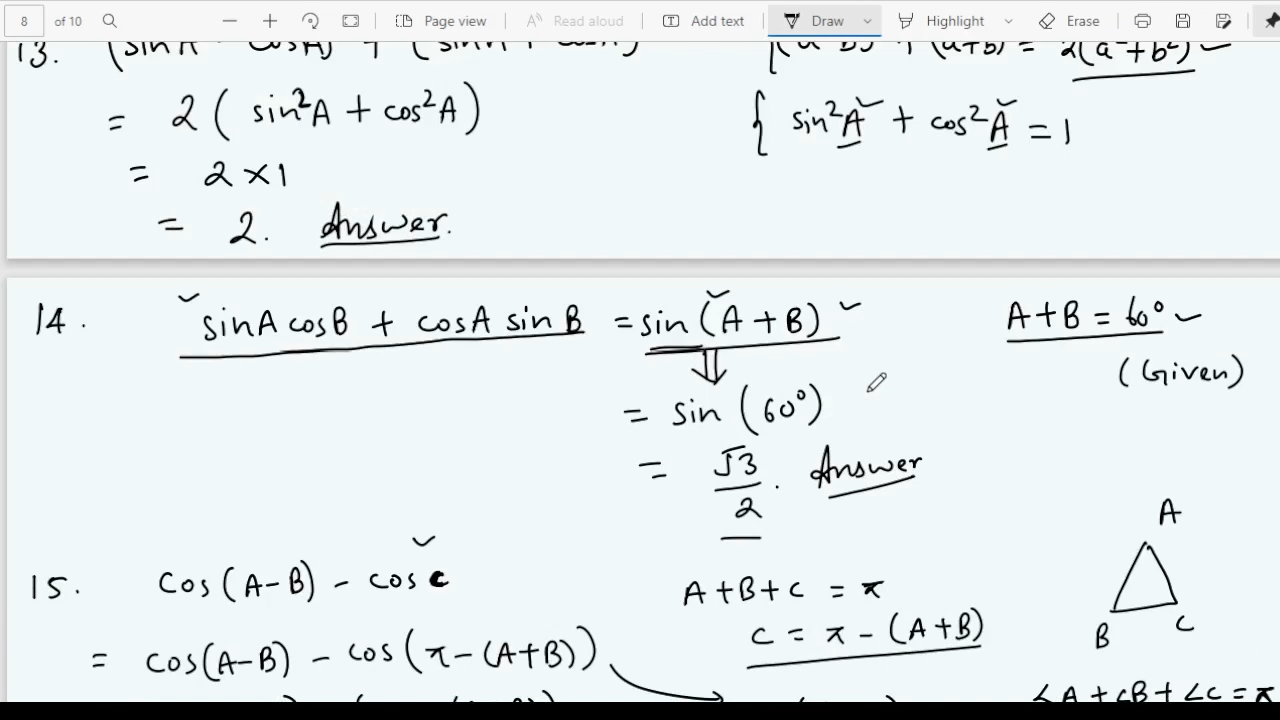 8 of 10 Page view Read aloud Add text Draw Highlight Erase
13.
= 2 ( sin²A + cos²A )
{ sin²A + cos²A = 1
= 2 × 1
= 2. Answer.
14. sinA cosB + cosA sinB = sin (A + B)
A + B = 60°
(Given)
= sin (60°)
= √3/2 . Answer
A
15. cos (A - B) - cos C
A + B + C = π
C = π - (A + B)
B C
= cos(A - B) - cos (π - (A + B))
∠A + ∠B + ∠C = π